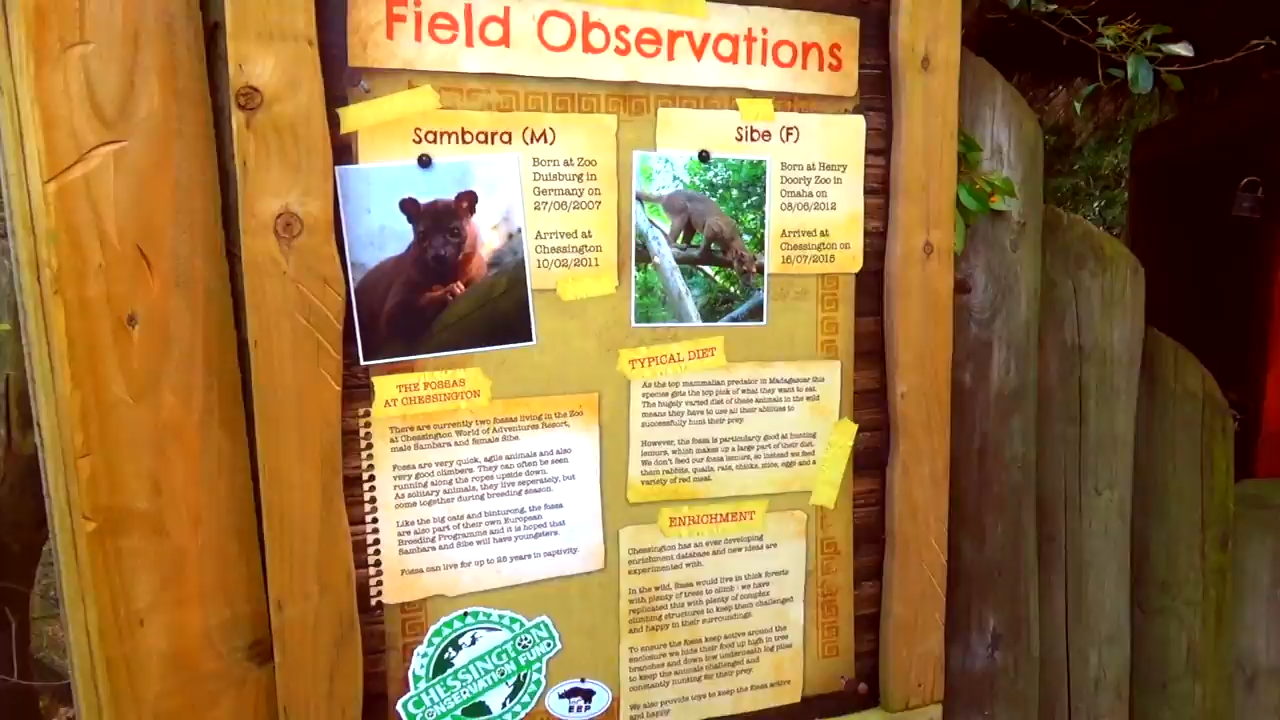 Field Observations
Sambara (M)
Born at Zoo
Duisburg in
Germany on
27/06/2007
Arrived at
Chessington
10/02/2011
Sibe (F)
Born at Henry
Doorly Zoo in
Omaha on
08/06/2012
Arrived at
Chessington on
16/07/2015
THE FOSSAS
AT CHESSINGTON
There are currently two fossas living in the Zoo
at Chessington World of Adventures Resort,
male Sambara and female Sibe.
Fossa are very quick, agile animals and also
very good climbers. They can often be seen
running along the ropes upside down.
As solitary animals, they live seperately, but
come together during breeding season.
Like the big cats and binturong, the fossa
are also part of their own European
Breeding Programme and it is hoped that
Sambara and Sibe will have youngsters.
Fossa can live for up to 25 years in captivity.
TYPICAL DIET
As the top mammalian predator in Madagascar this
species gets the top pick of what they want to eat.
The hugely varied diet of these animals in the wild
means they have to use all their abilities to
successfully hunt their prey.
However, the fossa is particularly good at hunting
lemurs, which makes up a large part of their diet.
We don't feed our fossa lemurs, so instead we feed
them rabbits, quails, rats, chicks, mice, eggs and a
variety of red meat.
ENRICHMENT
Chessington has an ever developing
enrichment database and new ideas are
experimented with.
In the wild, fossa would live in thick forests
with plenty of trees to climb - we have
replicated this with plenty of complex
climbing structures to keep them challenged
and happy in their surroundings.
To ensure the fossa keep active around the
enclosure we hide their food up high in tree
branches and down low underneath log piles
to keep the animals challenged and
constantly hunting for their prey.
We also provide toys to keep the fossa active
and happy
CHESSINGTON
CONSERVATION FUND
EEP